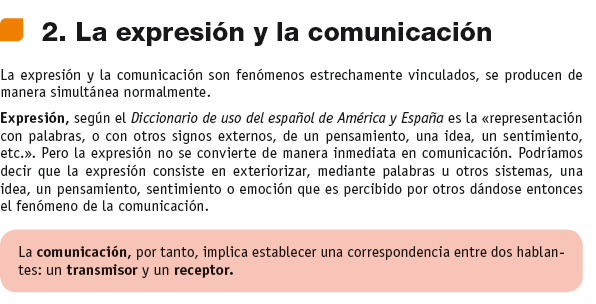 2. La expresión y la comunicación
La expresión y la comunicación son fenómenos estrechamente vinculados, se producen de
manera simultánea normalmente.
Expresión, según el Diccionario de uso del español de América y España es la «representación
con palabras, o con otros signos externos, de un pensamiento, una idea, un sentimiento,
etc.». Pero la expresión no se convierte de manera inmediata en comunicación. Podríamos
decir que la expresión consiste en exteriorizar, mediante palabras u otros sistemas, una
idea, un pensamiento, sentimiento o emoción que es percibido por otros dándose entonces
el fenómeno de la comunicación.
La comunicación, por tanto, implica establecer una correspondencia entre dos hablan-
tes: un transmisor y un receptor.